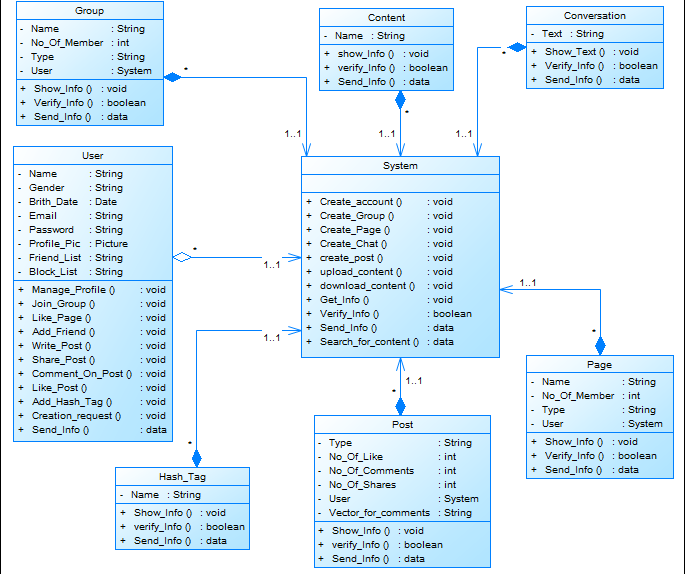 Group
- Name : String
- No_Of_Member : int
- Type : String
- User : System
+ Show_Info () : void
+ Verify_Info () : boolean
+ Send_Info () : data
*
1..1
Content
- Name : String
+ show_Info () : void
+ verify_Info () : boolean
+ Send_Info () : data
*
1..1
Conversation
- Text : String
+ Show_Text () : void
+ Verify_Info () : boolean
+ Send_Info () : data
*
1..1
User
- Name : String
- Gender : String
- Brith_Date : Date
- Email : String
- Password : String
- Profile_Pic : Picture
- Friend_List : String
- Block_List : String
+ Manage_Profile () : void
+ Join_Group () : void
+ Like_Page () : void
+ Add_Friend () : void
+ Write_Post () : void
+ Share_Post () : void
+ Comment_On_Post () : void
+ Like_Post () : void
+ Add_Hash_Tag () : void
+ Creation_request () : void
+ Send_Info () : data
*
1..1
System
+ Create_account () : void
+ Create_Group () : void
+ Create_Page () : void
+ Create_Chat () : void
+ create_post () : void
+ upload_content () : void
+ download_content () : void
+ Get_Info () : void
+ Verify_Info () : boolean
+ Send_Info () : data
+ Search_for_content () : data
1..1
*
Page
- Name : String
- No_Of_Member : int
- Type : String
- User : System
+ Show_Info () : void
+ Verify_Info () : boolean
+ Send_Info () : data
1..1
*
Hash_Tag
- Name : String
+ Show_Info () : void
+ verify_Info () : boolean
+ Send_Info () : data
1..1
*
Post
- Type : String
- No_Of_Like : int
- No_Of_Comments : int
- No_Of_Shares : int
- User : System
- Vector_for_comments : String
+ Show_Info () : void
+ verify_Info () : boolean
+ Send_Info () : data